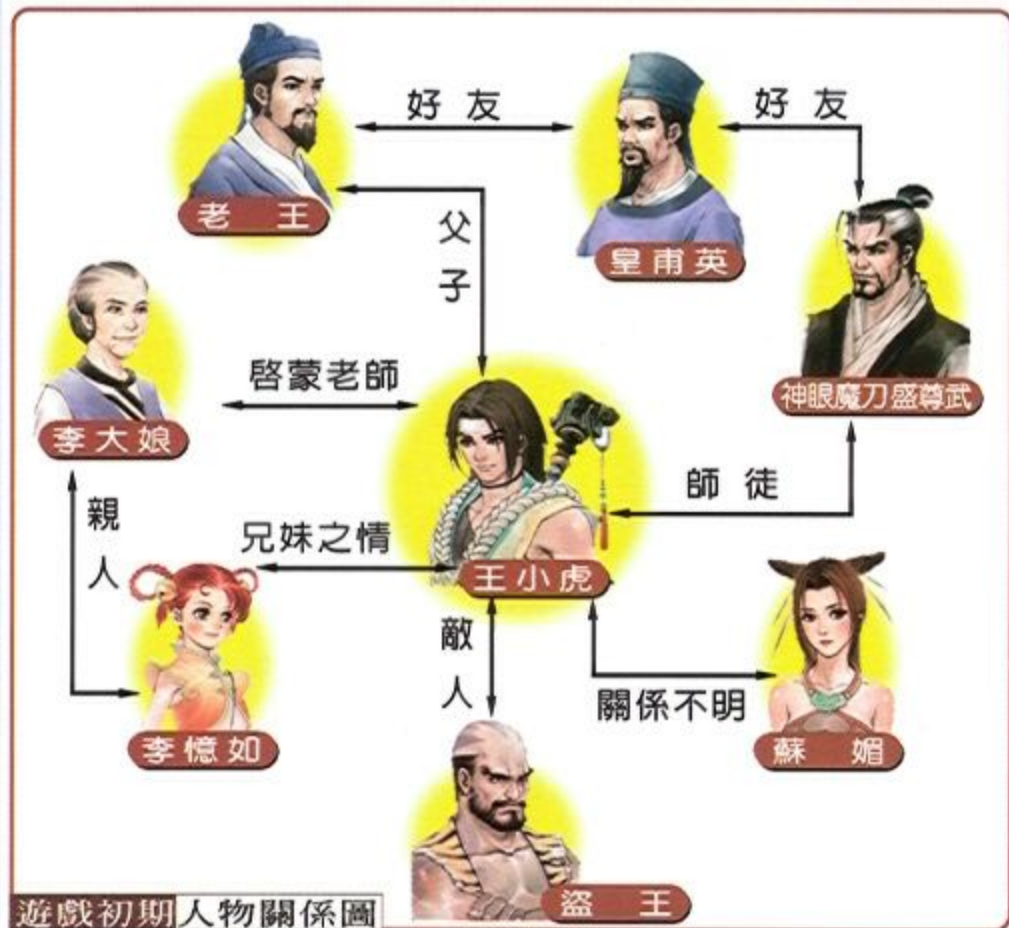 好友
好友
老王
皇甫英
父子
神眼魔刀盛尊武
啓蒙老師
李大娘
師徒
親人
兄妹之情
王小虎
敵人
關係不明
李憶如
蘇媚
盜王
遊戲初期人物關係圖